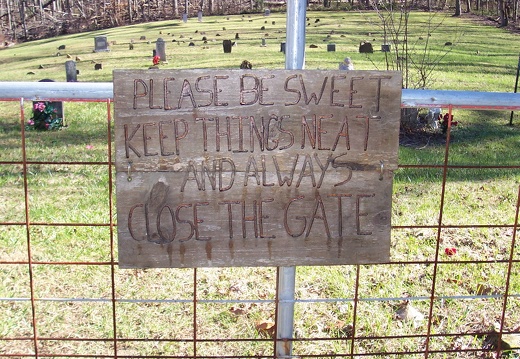 PLEASE BE SWEET
KEEP THINGS NEAT
AND ALWAYS
CLOSE THE GATE